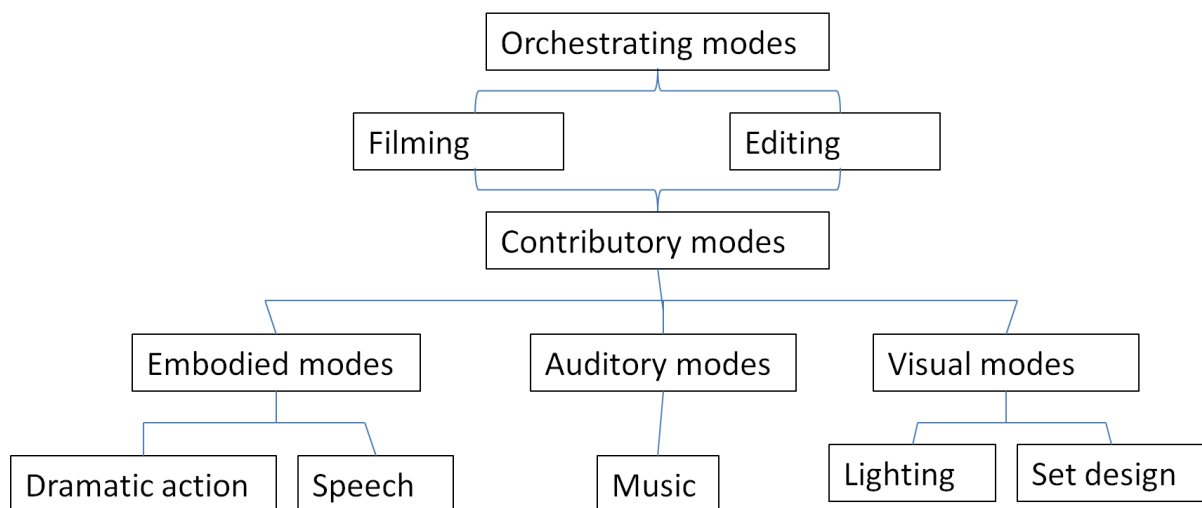 Orchestrating modes
Filming
Editing
Contributory modes
Embodied modes
Auditory modes
Visual modes
Dramatic action
Speech
Music
Lighting
Set design